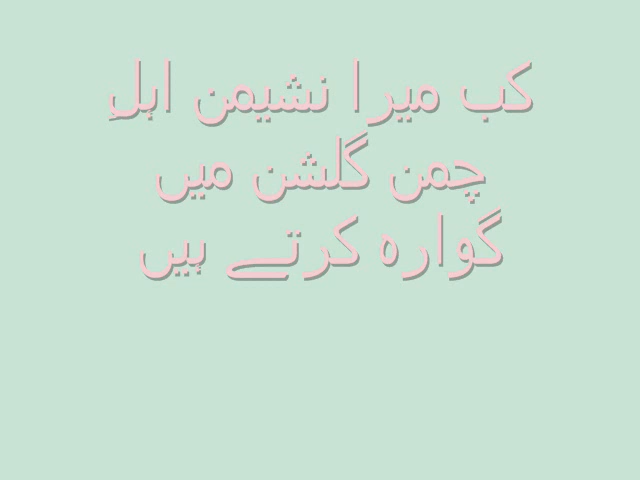 کب میرا نشیمن اہلِ
چمن گلشن میں
گوارہ کرتے ہیں